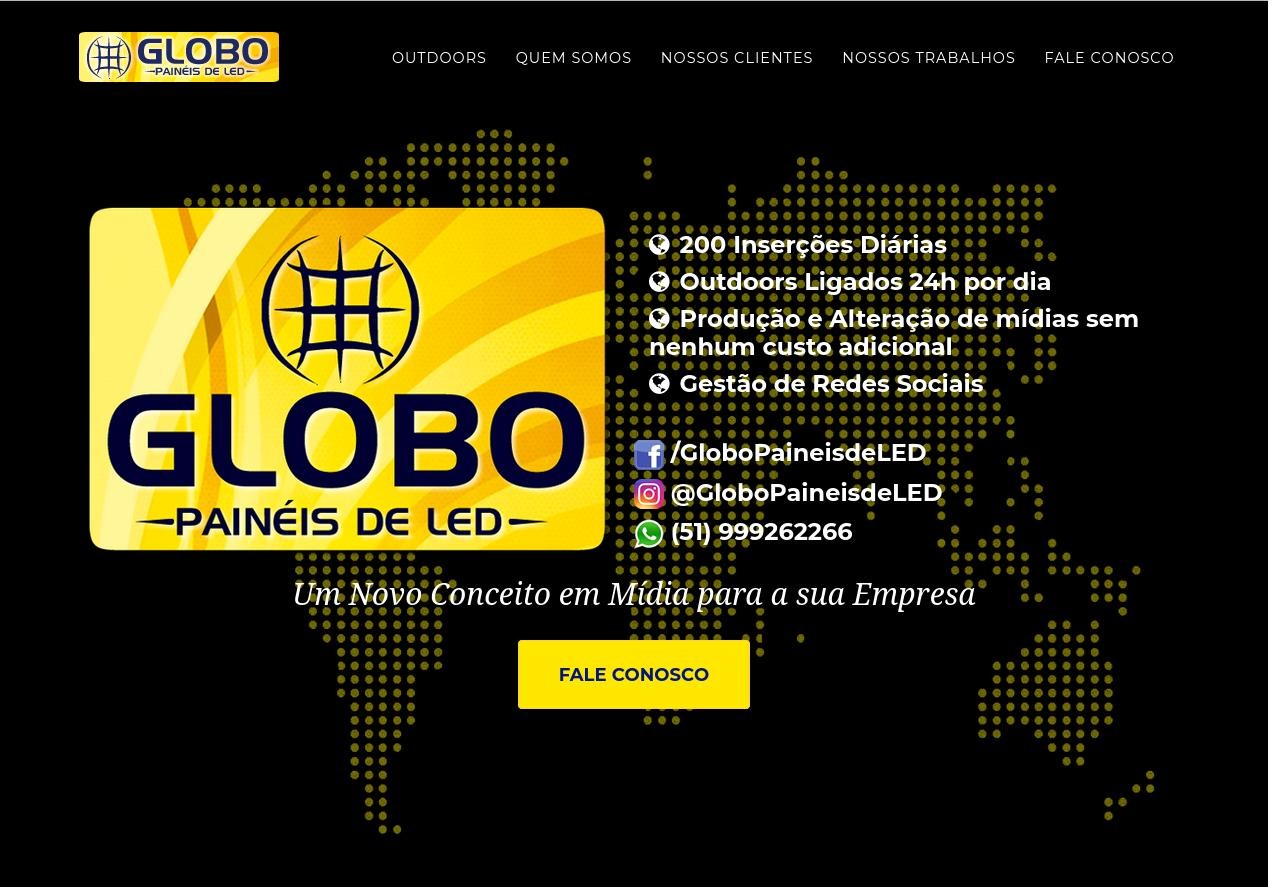 GLOBO
PAINÉIS DE LED
OUTDOORS QUEM SOMOS NOSSOS CLIENTES NOSSOS TRABALHOS FALE CONOSCO
GLOBO
PAINÉIS DE LED
200 Inserções Diárias
Outdoors Ligados 24h por dia
Produção e Alteração de mídias sem
nenhum custo adicional
Gestão de Redes Sociais
/GloboPaineisdeLED
@GloboPaineisdeLED
(51) 999262266
Um Novo Conceito em Mídia para a sua Empresa
FALE CONOSCO